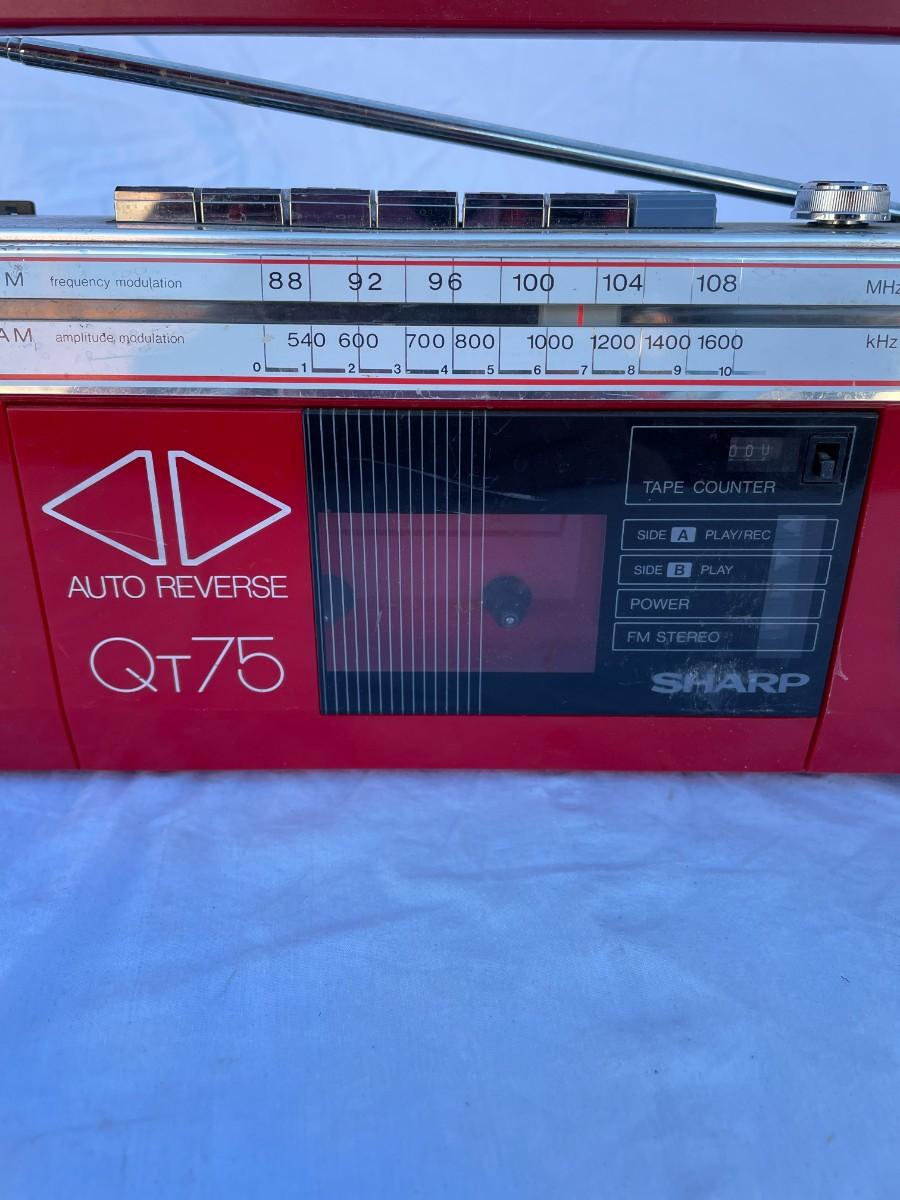 M frequency modulation 88 92 96 100 104 108 MHz
AM amplitude modulation 540 600 700 800 1000 1200 1400 1600 kHz
0 1 2 3 4 5 6 7 8 9 10
TAPE COUNTER
SIDE A PLAY/REC
SIDE B PLAY
POWER
FM STEREO
SHARP
AUTO REVERSE
QT75